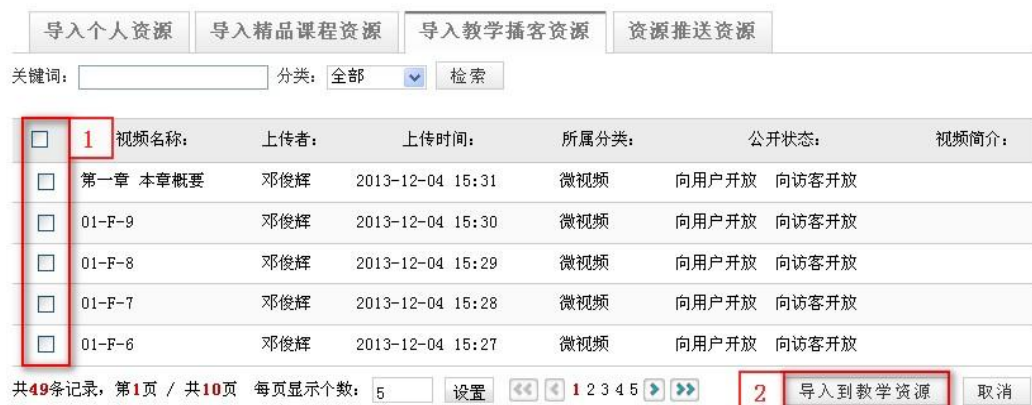 导入个人资源 导入精品课程资源 导入教学播客资源 资源推送资源
关键词： 分类： 全部 检索
1 视频名称： 上传者： 上传时间： 所属分类： 公开状态： 视频简介：
第一章 本章概要 邓俊辉 2013-12-04 15:31 微视频 向用户开放 向访客开放
01-F-9 邓俊辉 2013-12-04 15:30 微视频 向用户开放 向访客开放
01-F-8 邓俊辉 2013-12-04 15:29 微视频 向用户开放 向访客开放
01-F-7 邓俊辉 2013-12-04 15:28 微视频 向用户开放 向访客开放
01-F-6 邓俊辉 2013-12-04 15:27 微视频 向用户开放 向访客开放
共49条记录，第1页 / 共10页 每页显示个数： 5 设置 1 2 3 4 5 2 导入到教学资源 取消